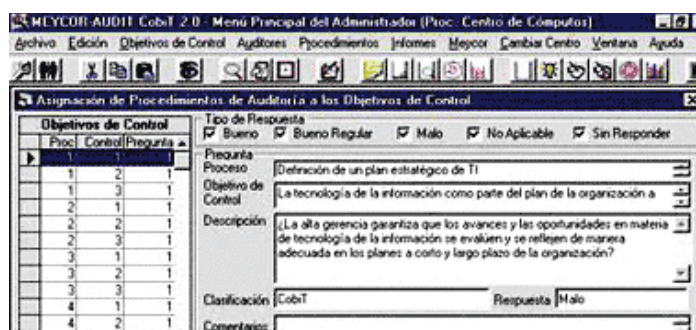 MEYCOR-AUDIT CobiT 2.0 - Menú Principal del Administrador (Proc. Centro de Cómputos)
Archivo Edición Objetivos de Control Auditores Procedimientos Informes Meycor Cambiar Centro Ventana Ayuda
Asignación de Procedimientos de Auditoría a los Objetivos de Control
Objetivos de Control
Proc Control Pregunta
1 1 1
1 2 1
1 3 1
2 1 1
2 2 1
2 3 1
3 1 1
3 2 1
3 3 1
4 1 1
4 2 1
Tipo de Respuesta
Bueno Bueno Regular Malo No Aplicable Sin Responder
Pregunta
Proceso Definición de un plan estratégico de TI
Objetivo de Control La tecnología de la información como parte del plan de la organización a
Descripción ¿La alta gerencia garantiza que los avances y las oportunidades en materia
de tecnología de la información se evalúen y se reflejen de manera
adecuada en los planes a corto y largo plazo de la organización?
Clasificación CobiT Respuesta Malo
Comentarios